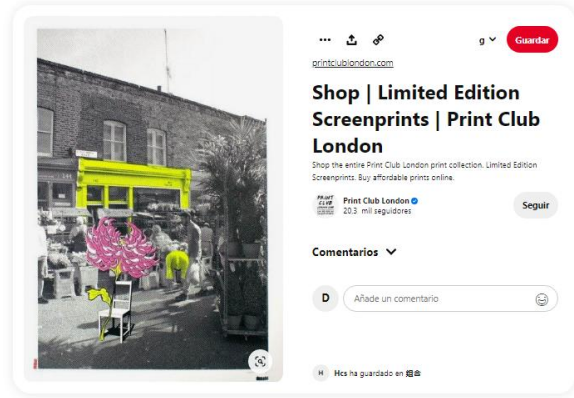 g
Guardar
printclublondon.com
Shop | Limited Edition
Screenprints | Print Club
London
Shop the entire Print Club London print collection. Limited Edition
Screenprints. Buy affordable prints online.
PRINT
CLUB
Print Club London
20,3 mil seguidores
Seguir
Comentarios
D
Añade un comentario
H
Hcs ha guardado en 组合